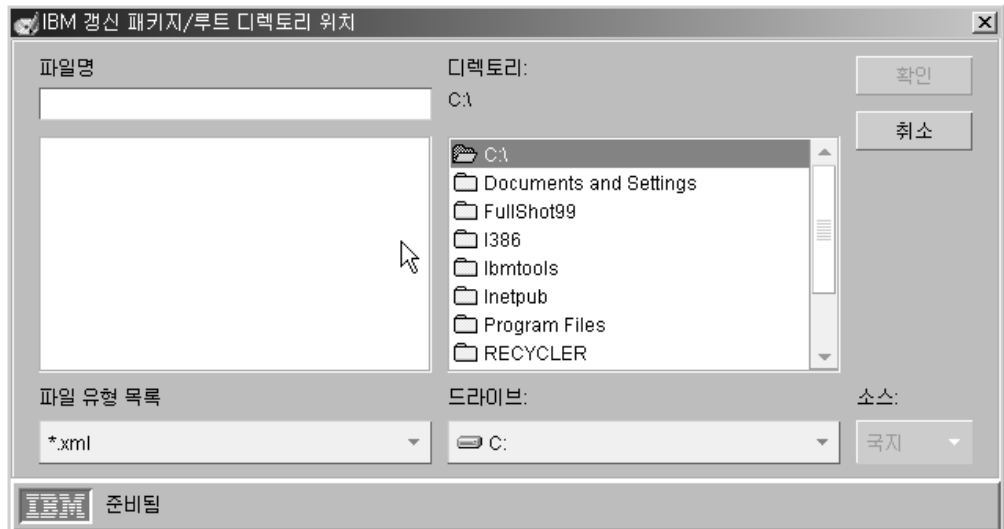 IBM 갱신 패키지/루트 디렉토리 위치
파일명
디렉토리:
C:\
확인
취소
C:\
Documents and Settings
FullShot99
I386
Ibmtools
Inetpub
Program Files
RECYCLER
파일 유형 목록
드라이브:
소스:
*.xml
C:
국지
IBM 준비됨